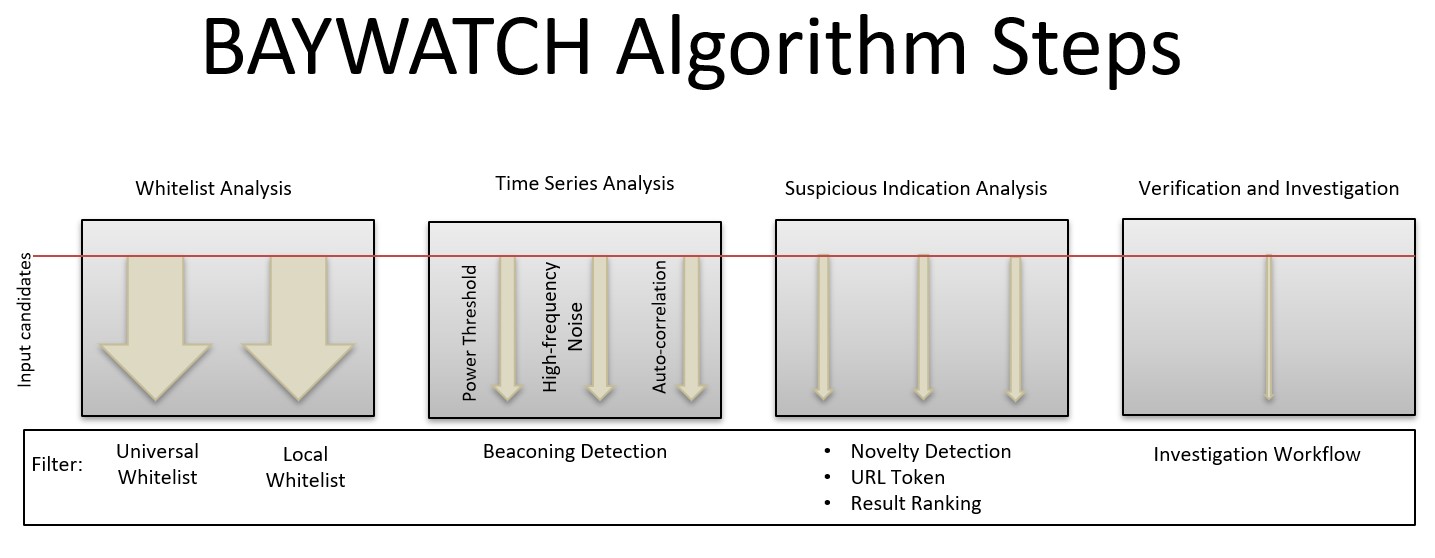 BAYWATCH Algorithm Steps
Whitelist Analysis
Time Series Analysis
Suspicious Indication Analysis
Verification and Investigation
Input candidates
Power Threshold
High-frequency
Noise
Auto-correlation
Filter:
Universal
Whitelist
Local
Whitelist
Beaconing Detection
• Novelty Detection
• URL Token
• Result Ranking
Investigation Workflow